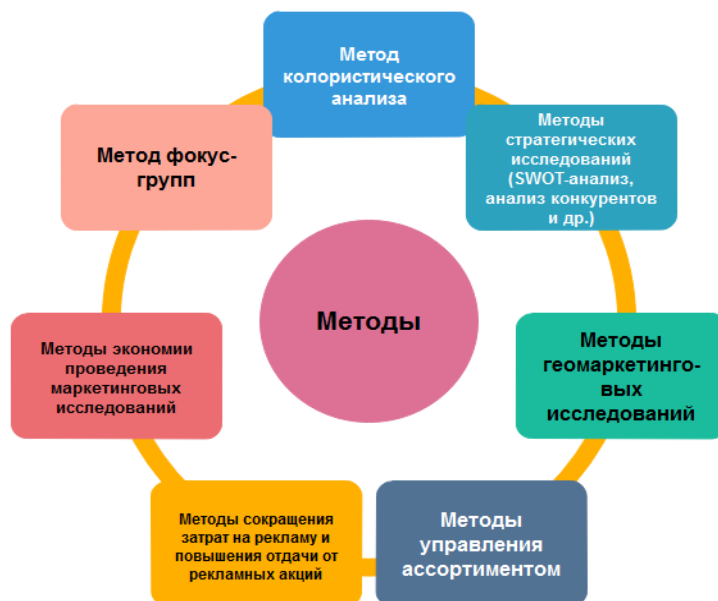 Метод
колористического
анализа
Методы
стратегических
исследований
(SWOT-анализ,
анализ конкурентов
и др.)
Методы
геомаркетинго-
вых
исследований
Методы
управления
ассортиментом
Методы сокращения
затрат на рекламу и
повышения отдачи от
рекламных акций
Методы экономии
проведения
маркетинговых
исследований
Метод фокус-
групп
Методы